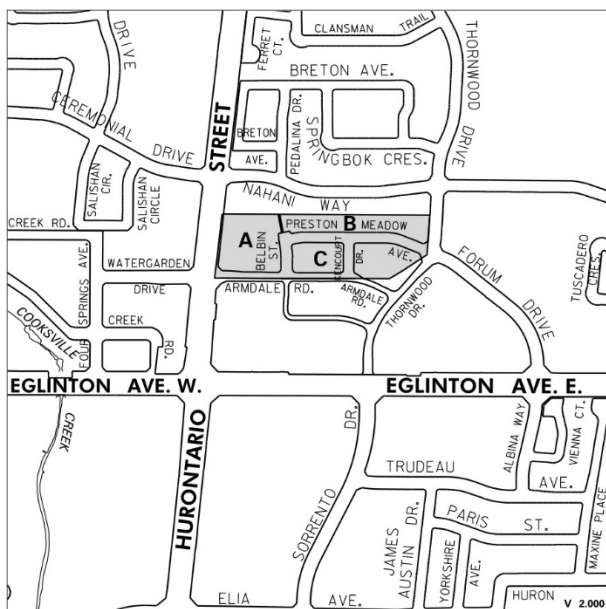 CLANSMAN TRAIL
DRIVE
FERRET CT.
THORNWOOD DRIVE
BRETON AVE.
CEREMONIAL DRIVE
STREET
BRETON
AVE.
PEDALINA DR.
SPRINGBOK CRES.
SALISHAN CIR.
SALISHAN CIRCLE
NAHANI WAY
CREEK RD.
PRESTON MEADOW
B
A
BELBIN ST.
C
KENCOURT DR.
AVE.
WATERGARDEN
DRIVE
FOUR SPRINGS AVE.
ARMDALE RD.
ARMDALE RD.
THORNWOOD DR.
FORUM DRIVE
TUSCADERO CRES.
CREEK
RD.
COOKSVILLE
CREEK
EGLINTON AVE. W.
EGLINTON AVE. E.
HURONTARIO
SORRENTO DR.
TRUDEAU
AVE.
ALBINA WAY
VIENNA CT.
PARIS ST.
JAMES AUSTIN DR.
YORKSHIRE AVE.
MAXINE PLACE
ELIA AVE.
HURON
V 2.000